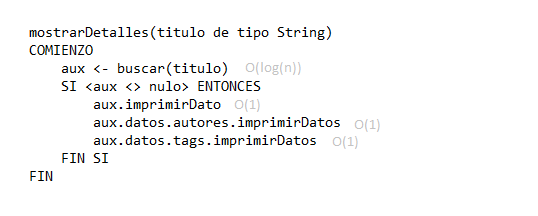 mostrarDetalles(titulo de tipo String)
COMIENZO
aux <- buscar(titulo) O(log(n))
SI <aux <> nulo> ENTONCES
aux.imprimirDato O(1)
aux.datos.autores.imprimirDatos O(1)
aux.datos.tags.imprimirDatos O(1)
FIN SI
FIN